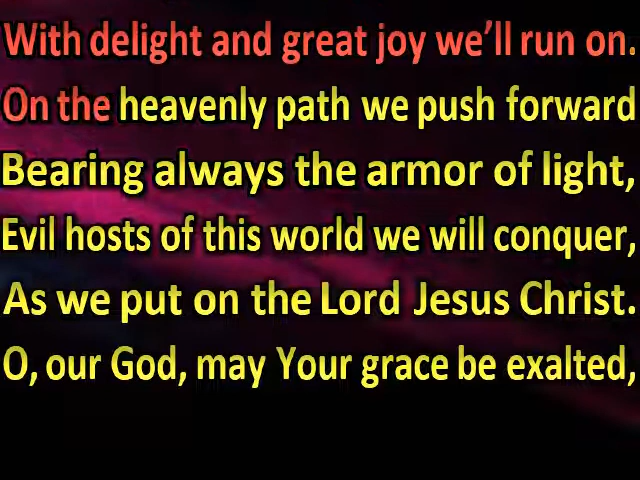 With delight and great joy we’ll run on.
On the heavenly path we push forward
Bearing always the armor of light,
Evil hosts of this world we will conquer,
As we put on the Lord Jesus Christ.
O, our God, may Your grace be exalted,